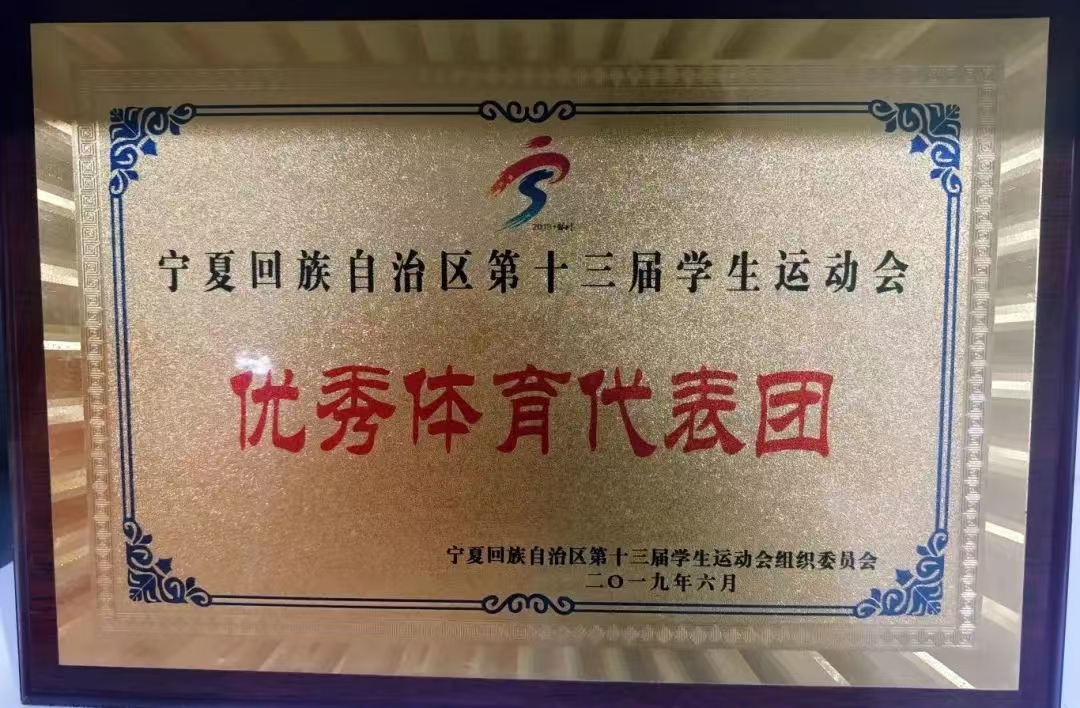 宁夏回族自治区第十三届学生运动会
优秀体育代表团
宁夏回族自治区第十三届学生运动会组织委员会
二〇一九年六月